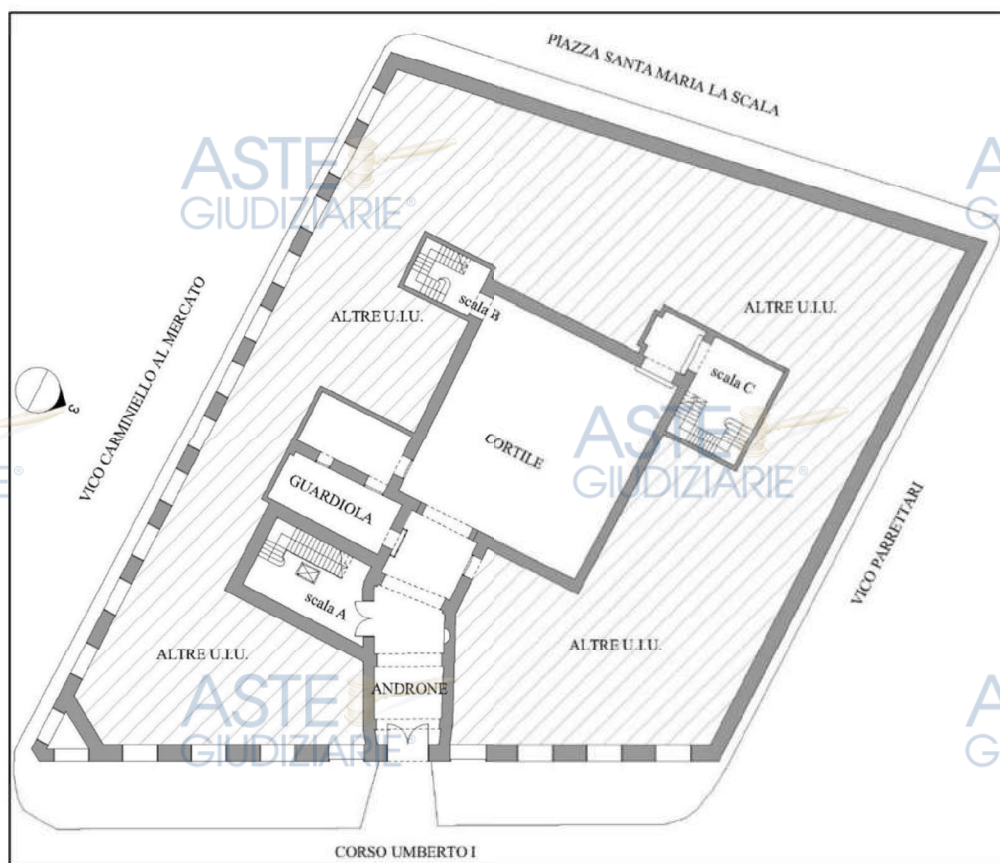 PIAZZA SANTA MARIA LA SCALA
ASTE
GIUDIZIARIE®
VICO CARMINIELLO AL MERCATO
scala B
ALTRE U.I.U.
ALTRE U.I.U.
scala C
CORTILE
ASTE
GIUDIZIARIE®
GUARDIOLA
VICO PARRETTARI
scala A
ALTRE U.I.U.
ALTRE U.I.U.
ANDRONE
ASTE
GIUDIZIARIE®
CORSO UMBERTO I